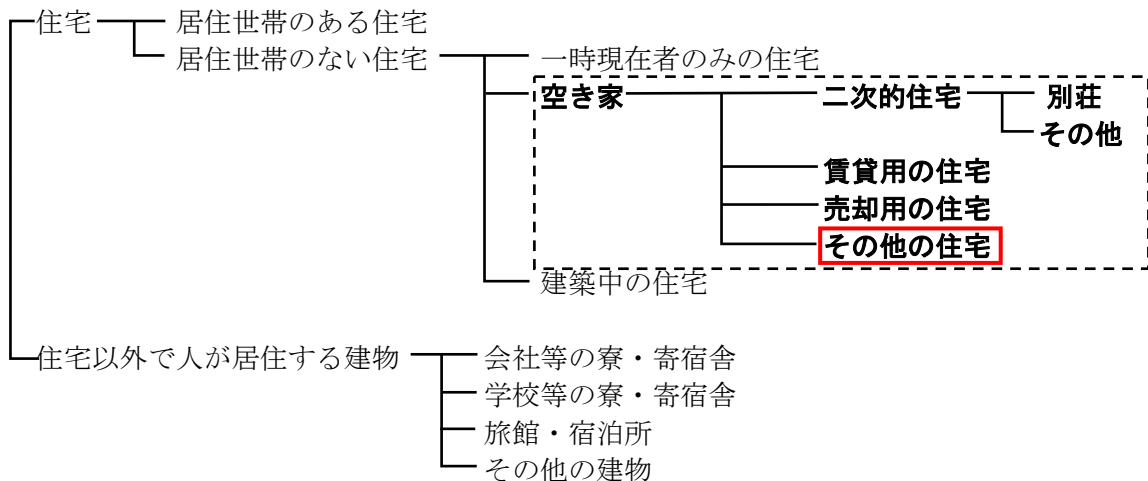 住宅 居住世帯のある住宅
居住世帯のない住宅 一時現在者のみの住宅
空き家 二次的住宅 別荘
その他
賃貸用の住宅
売却用の住宅
その他の住宅
建築中の住宅
住宅以外で人が居住する建物 会社等の寮・寄宿舎
学校等の寮・寄宿舎
旅館・宿泊所
その他の建物